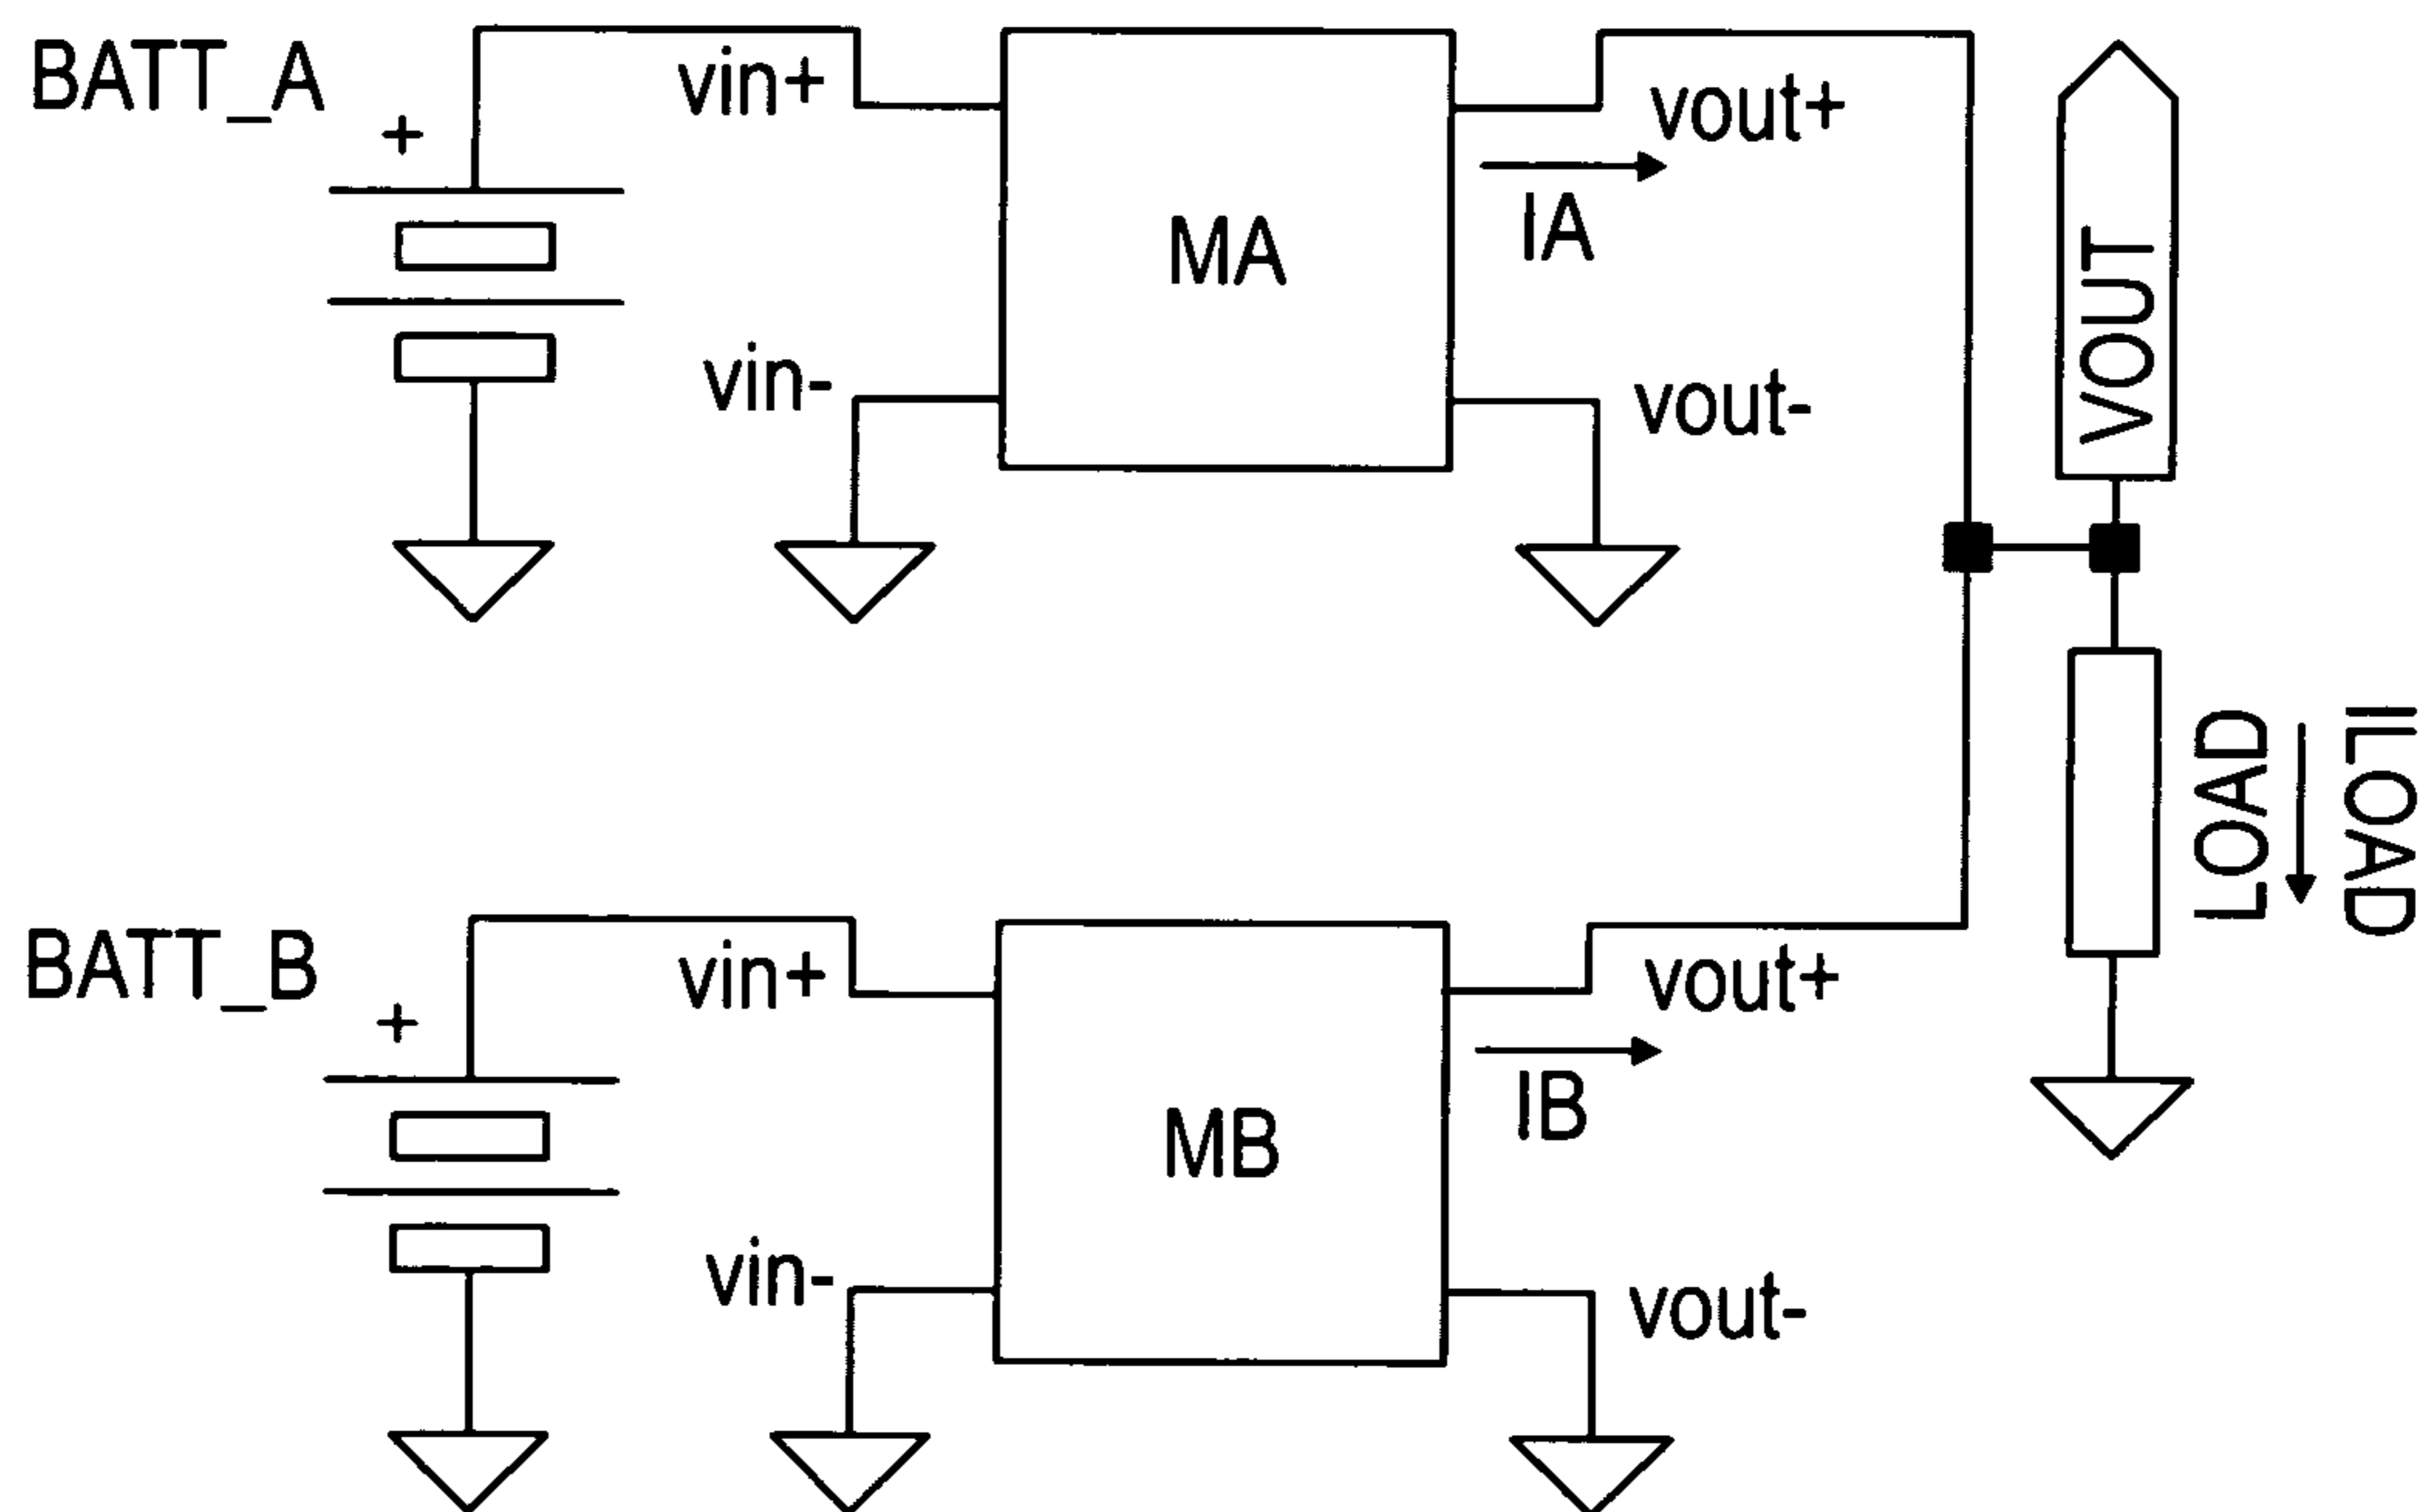 BATT_A
+
vin+
vin-
MA
vout+
IA
vout-
VOUT
LOAD
ILOAD
BATT_B
+
vin+
vin-
MB
vout+
IB
vout-